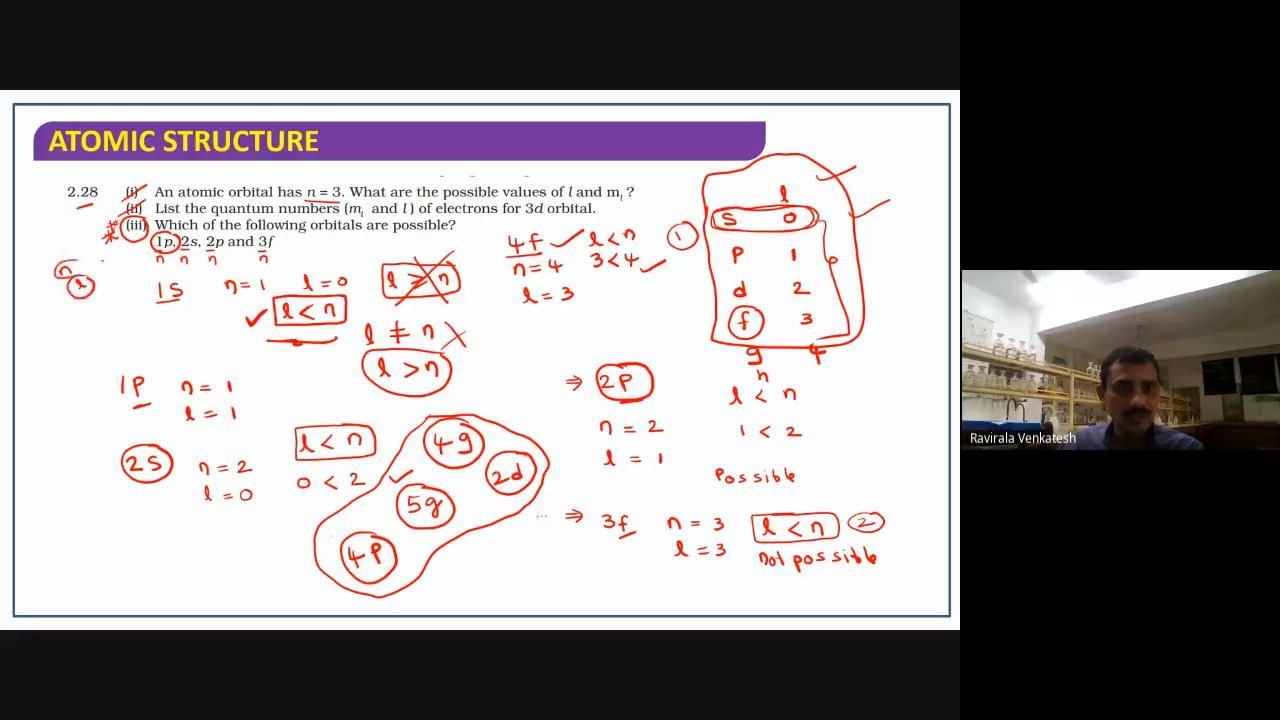 ATOMIC STRUCTURE
2.28 (i) An atomic orbital has n = 3. What are the possible values of l and mₗ ?
(ii) List the quantum numbers (mₗ and l ) of electrons for 3d orbital.
(iii) Which of the following orbitals are possible?
1p, 2s, 2p and 3f
n n n n
n
l
1s n = 1 l = 0
l < n
l ≥ n
l ≠ n
l > n
4f l < n
n = 4 3 < 4
l = 3
1
l
s 0
p 1
d 2
f 3
g 4
h
1p n = 1
l = 1
2s n = 2
l = 0
l < n
0 < 2
4g
2d
5g
4p
⇒ 2p
n = 2
l = 1
l < n
1 < 2
Possible
⇒ 3f n = 3 l < n 2
l = 3 Not possible
Ravirala Venkatesh